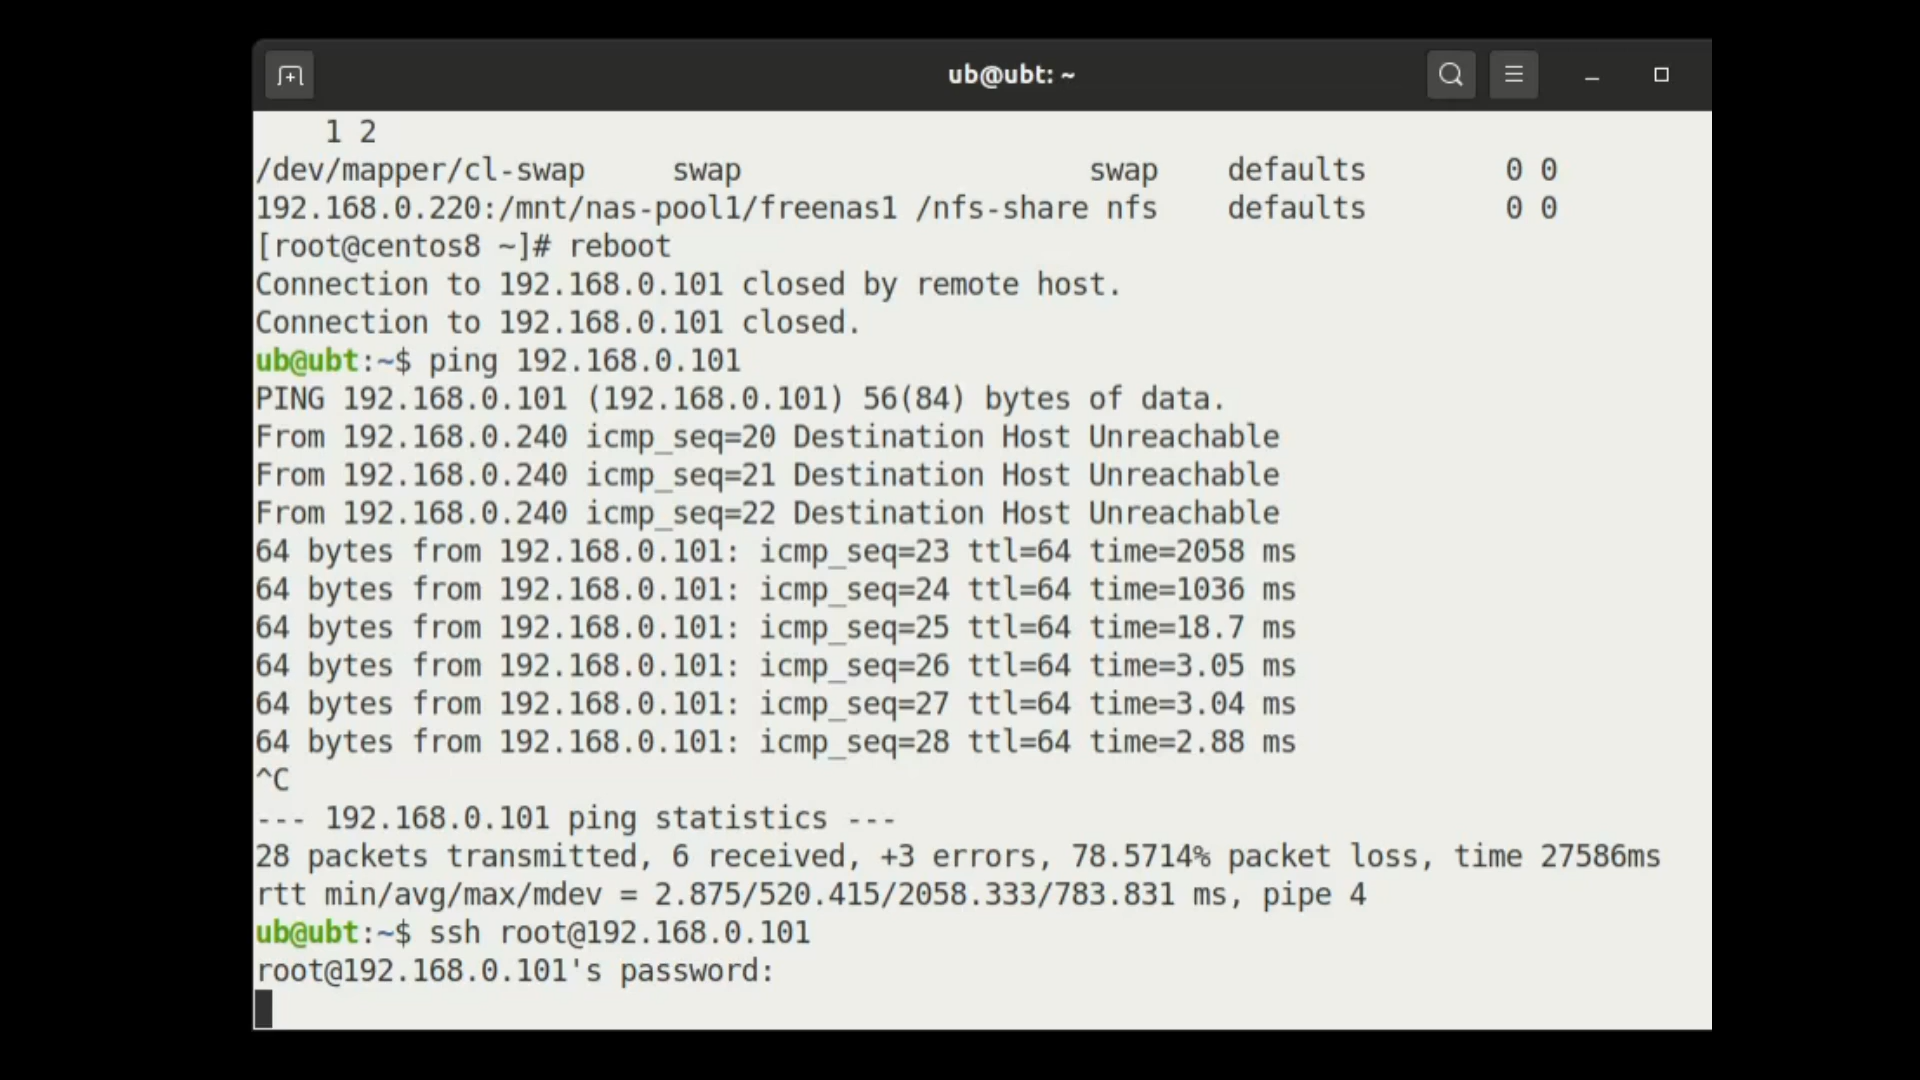 ub@ubt: ~
1 2
/dev/mapper/cl-swap     swap                    swap    defaults        0 0
192.168.0.220:/mnt/nas-pool1/freenas1 /nfs-share nfs    defaults        0 0
[root@centos8 ~]# reboot
Connection to 192.168.0.101 closed by remote host.
Connection to 192.168.0.101 closed.
ub@ubt:~$ ping 192.168.0.101
PING 192.168.0.101 (192.168.0.101) 56(84) bytes of data.
From 192.168.0.240 icmp_seq=20 Destination Host Unreachable
From 192.168.0.240 icmp_seq=21 Destination Host Unreachable
From 192.168.0.240 icmp_seq=22 Destination Host Unreachable
64 bytes from 192.168.0.101: icmp_seq=23 ttl=64 time=2058 ms
64 bytes from 192.168.0.101: icmp_seq=24 ttl=64 time=1036 ms
64 bytes from 192.168.0.101: icmp_seq=25 ttl=64 time=18.7 ms
64 bytes from 192.168.0.101: icmp_seq=26 ttl=64 time=3.05 ms
64 bytes from 192.168.0.101: icmp_seq=27 ttl=64 time=3.04 ms
64 bytes from 192.168.0.101: icmp_seq=28 ttl=64 time=2.88 ms
^C
--- 192.168.0.101 ping statistics ---
28 packets transmitted, 6 received, +3 errors, 78.5714% packet loss, time 27586ms
rtt min/avg/max/mdev = 2.875/520.415/2058.333/783.831 ms, pipe 4
ub@ubt:~$ ssh root@192.168.0.101
root@192.168.0.101's password: